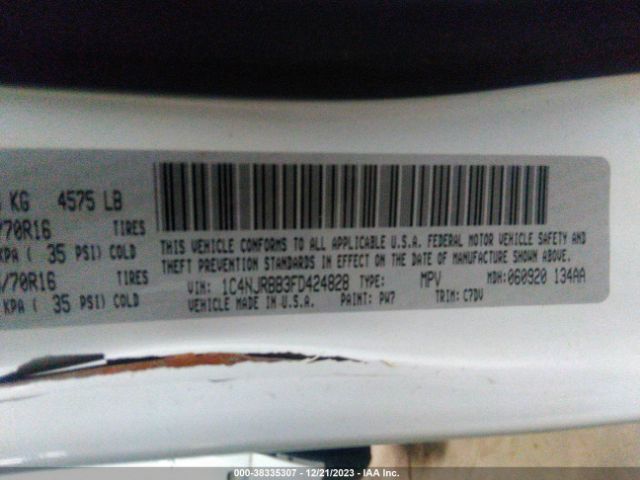 KG 4575 LB
70R16 TIRES
KPA ( 35 PSI) COLD
/70R16 TIRES
KPA ( 35 PSI) COLD
THIS VEHICLE CONFORMS TO ALL APPLICABLE U.S.A. FEDERAL MOTOR VEHICLE SAFETY AND
THEFT PREVENTION STANDARDS IN EFFECT ON THE DATE OF MANUFACTURE SHOWN ABOVE.
VIN: 1C4NJRBB3FD424828 TYPE: MPV MDH:060920 134AA
VEHICLE MADE IN U.S.A. PAINT: PW7 TRIM: C7DV
000-38335307 - 12/21/2023 - IAA Inc.